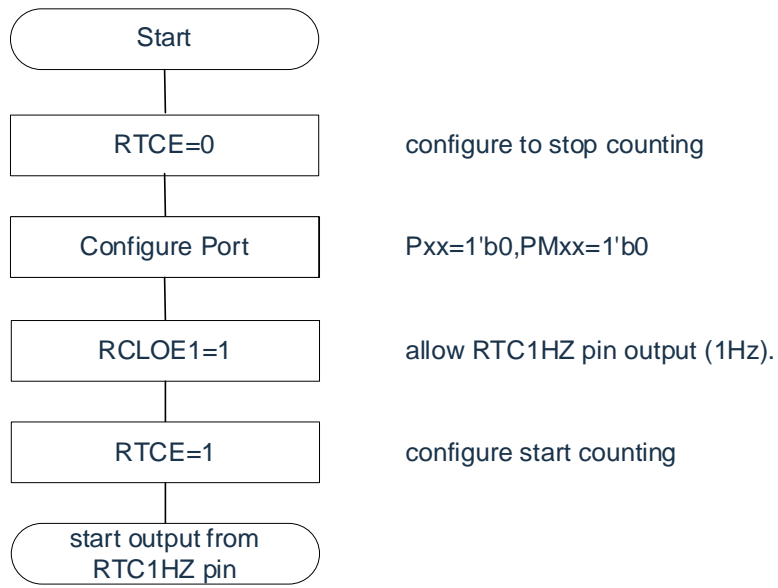 Start
RTCE=0
configure to stop counting
Configure Port
Pxx=1'b0,PMxx=1'b0
RCLOE1=1
allow RTC1HZ pin output (1Hz).
RTCE=1
configure start counting
start output from
RTC1HZ pin